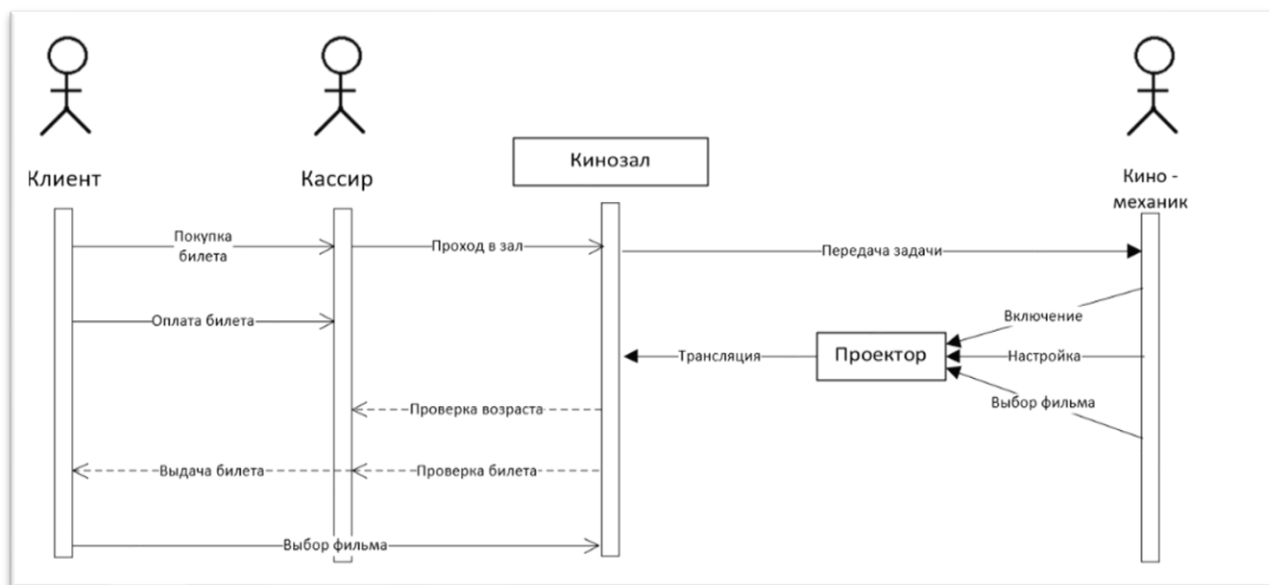 Клиент
Кассир
Кинозал
Кино -
механик
Покупка
билета
Проход в зал
Передача задачи
Включение
Оплата билета
Трансляция
Проектор
Настройка
Выбор фильма
Проверка возраста
Выдача билета
Проверка билета
Выбор фильма